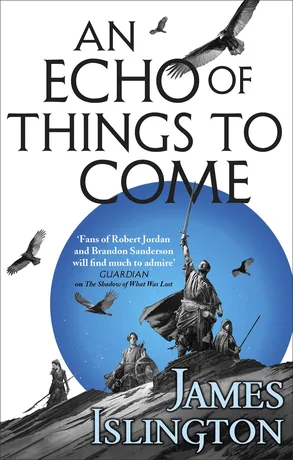 AN
ECHO OF
THINGS TO
COME
‘Fans of Robert Jordan
and Brandon Sanderson
will find much to admire’
GUARDIAN
on The Shadow of What Was Lost
JAMES
ISLINGTON